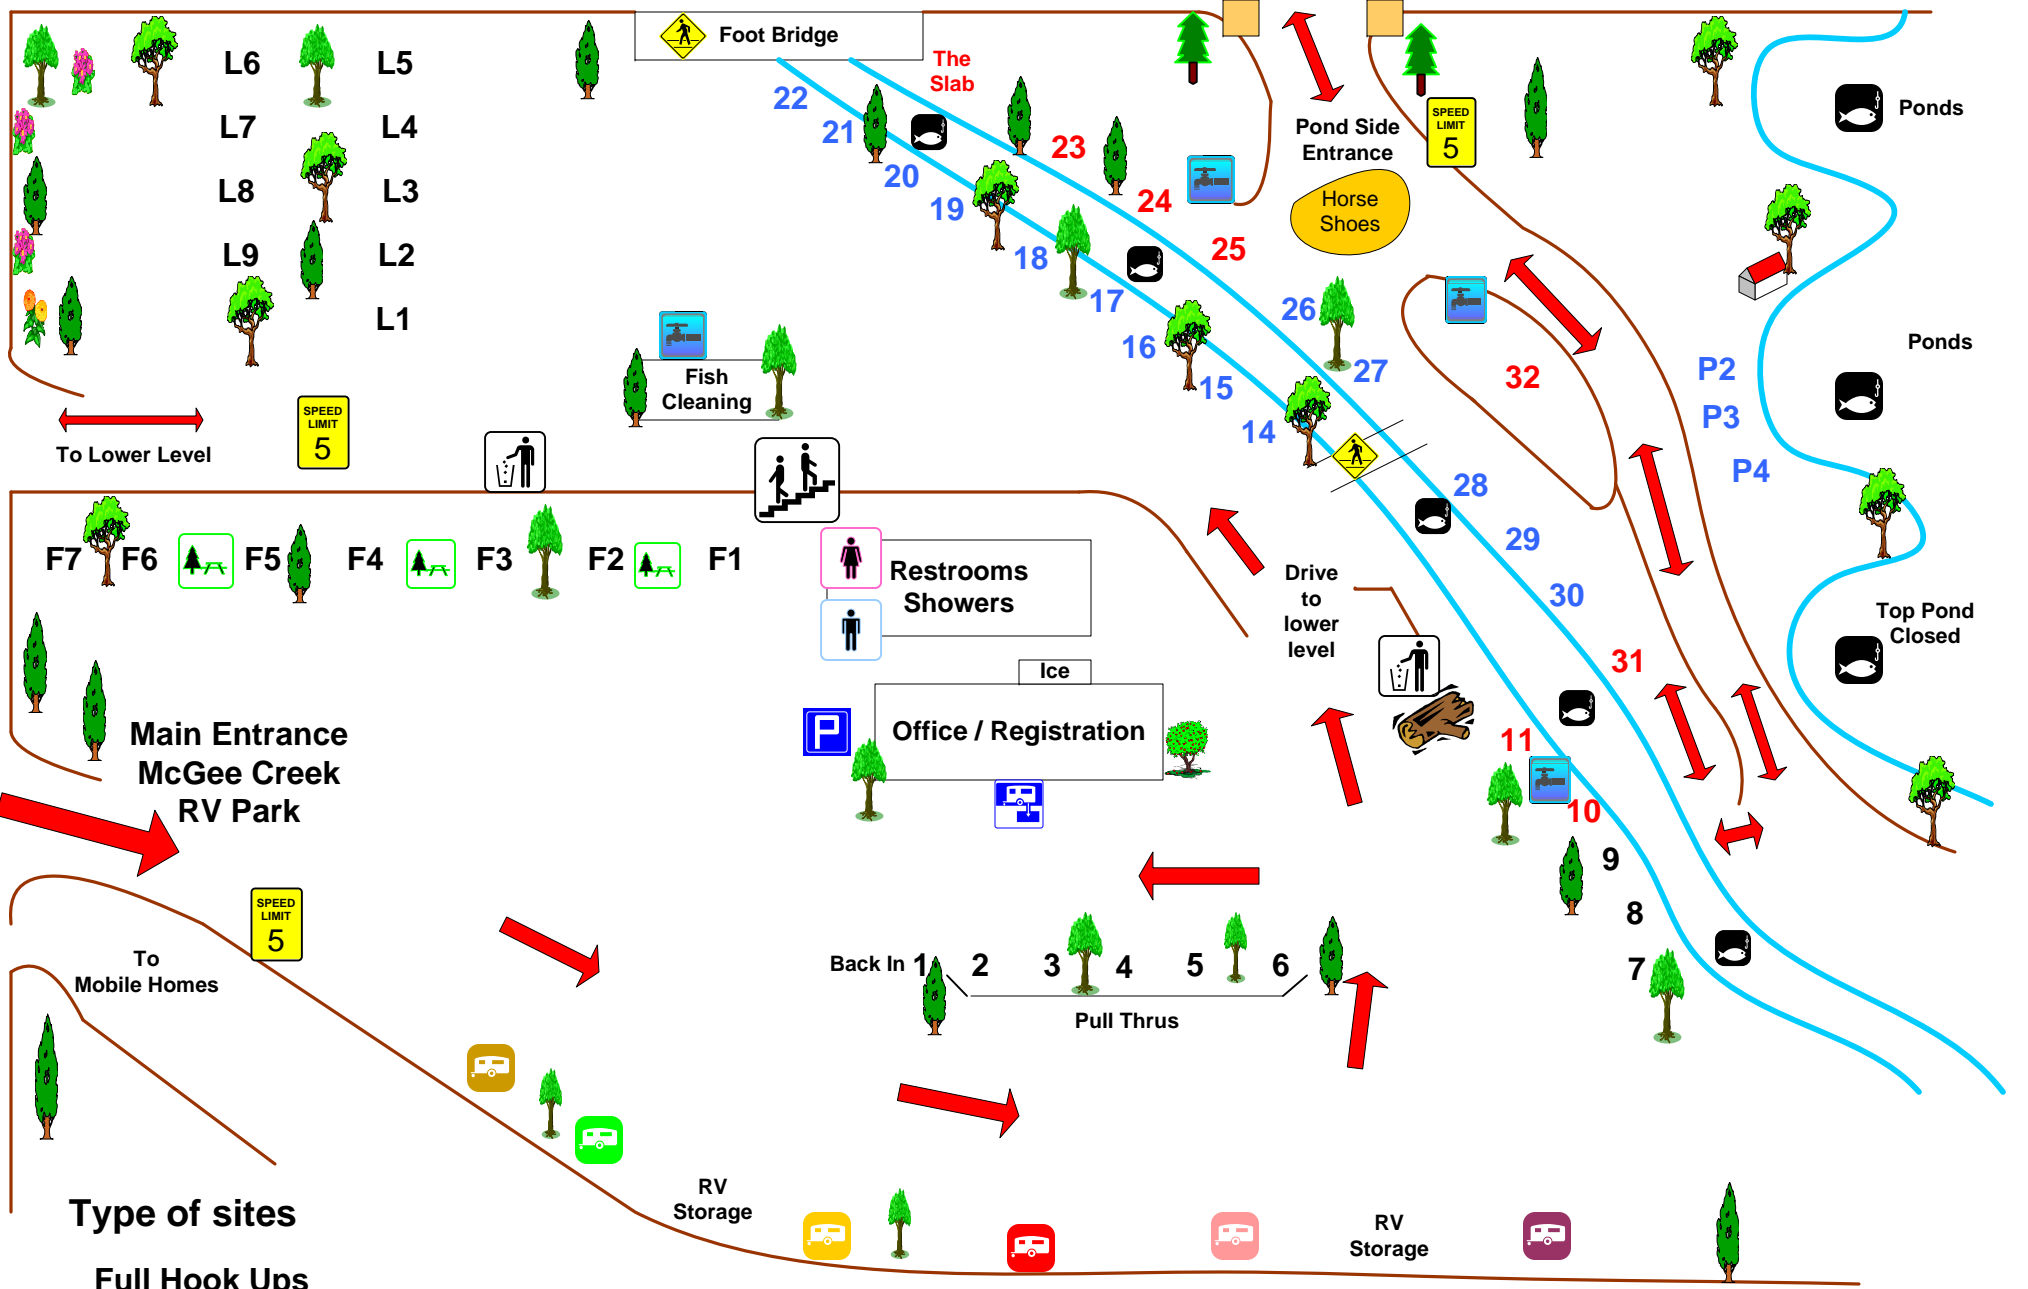 Foot Bridge
The
Slab
L6
L5
L7
L4
L8
L3
L9
L2
L1
22
21
20
19
18
17
16
15
14
23
24
25
26
27
28
29
30
31
32
Pond Side
Entrance
SPEED
LIMIT
5
Horse
Shoes
Ponds
Ponds
P2
P3
P4
Top Pond
Closed
Fish
Cleaning
To Lower Level
SPEED
LIMIT
5
F7
F6
F5
F4
F3
F2
F1
Restrooms
Showers
Drive
to
lower
level
Ice
Office / Registration
P
Main Entrance
McGee Creek
RV Park
11
10
9
8
7
SPEED
LIMIT
5
To
Mobile Homes
Back In 1 2 3 4 5 6
Pull Thrus
RV
Storage
RV
Storage
Type of sites
Full Hook Ups